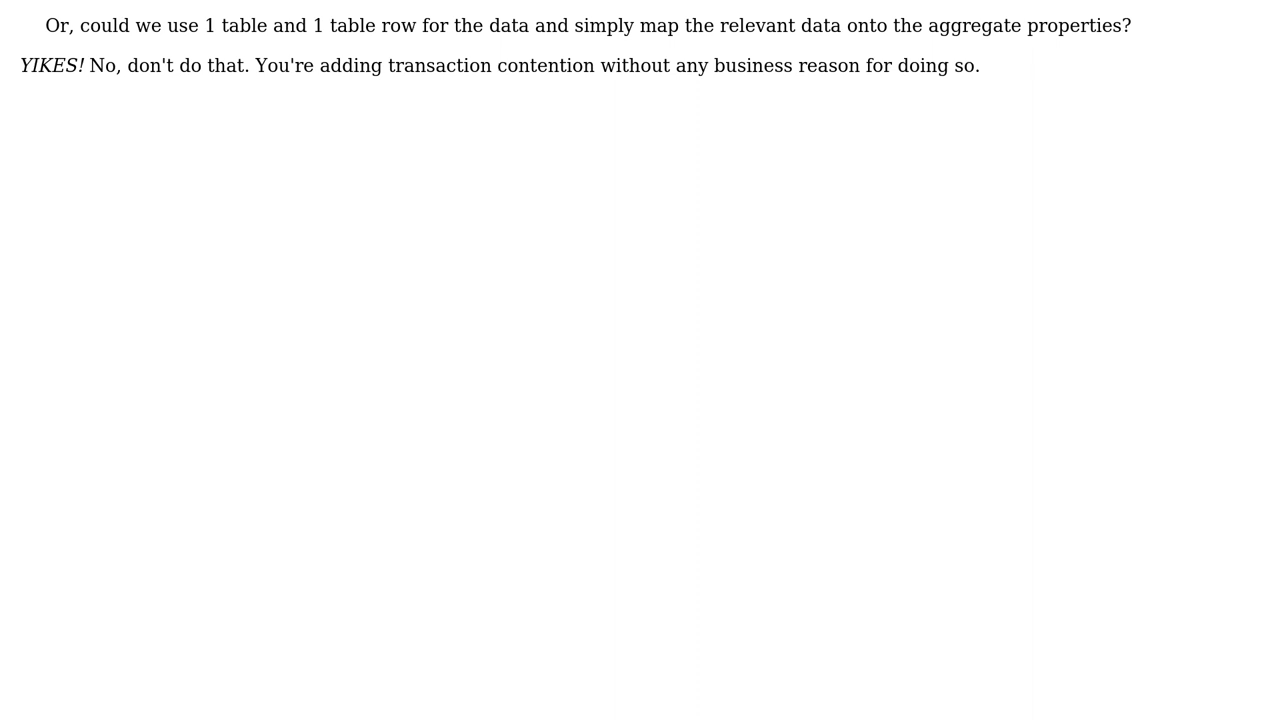 Or, could we use 1 table and 1 table row for the data and simply map the relevant data onto the aggregate properties?
YIKES! No, don't do that. You're adding transaction contention without any business reason for doing so.